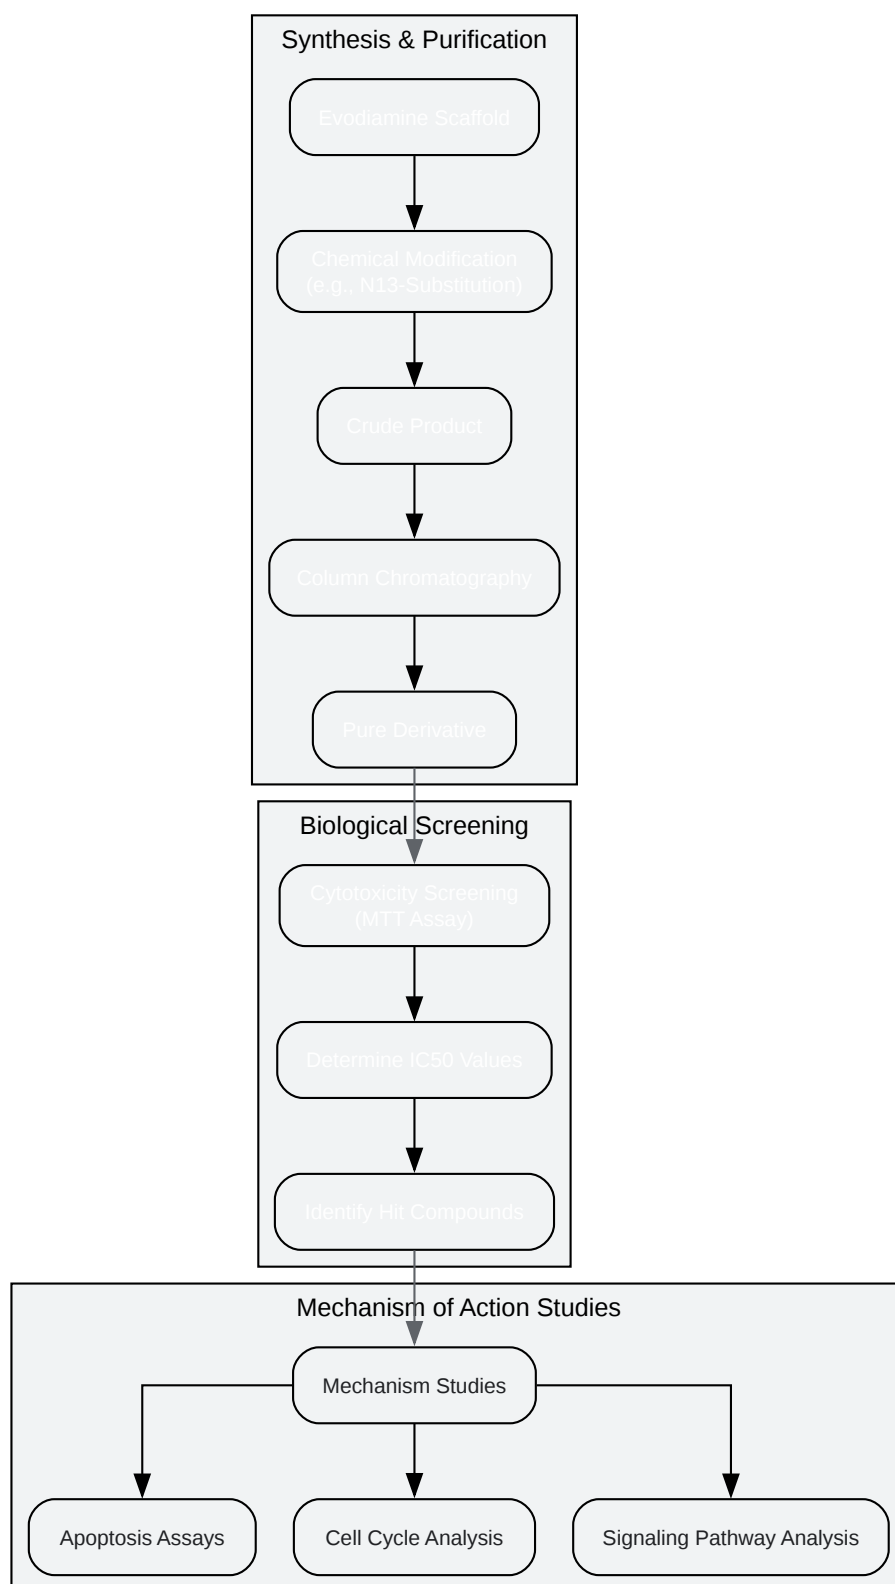 Synthesis & Purification
Evodiamine Scaffold
Chemical Modification
(e.g., N13-Substitution)
Crude Product
Column Chromatography
Pure Derivative
Biological Screening
Cytotoxicity Screening
(MTT Assay)
Determine IC50 Values
Identify Hit Compounds
Mechanism of Action Studies
Mechanism Studies
Apoptosis Assays
Cell Cycle Analysis
Signaling Pathway Analysis